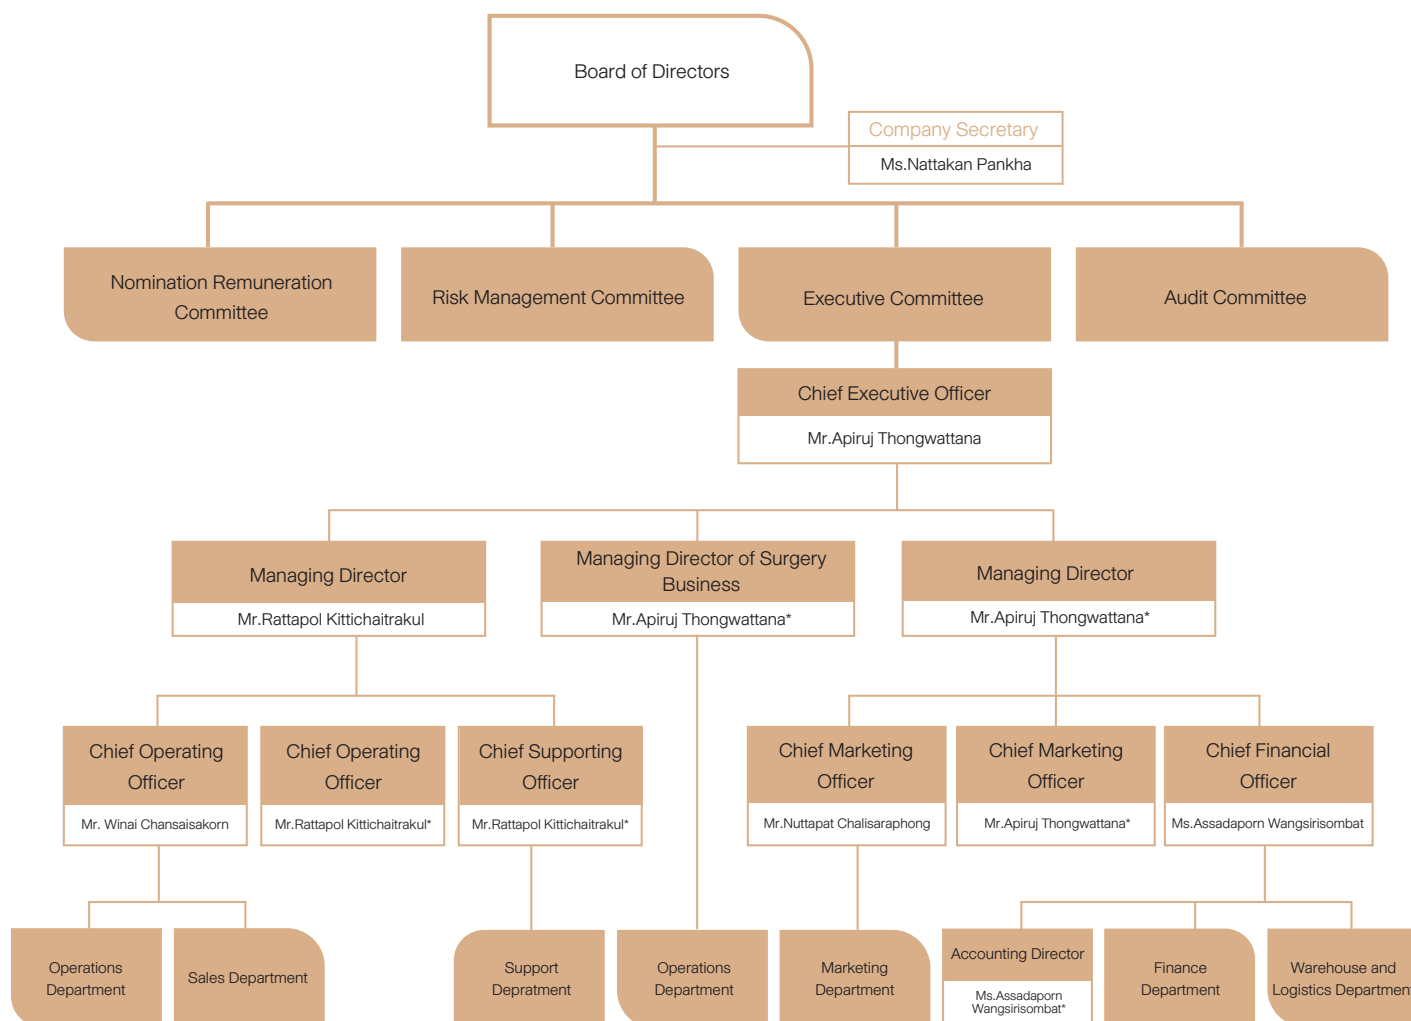 Board of Directors
Company Secretary
Ms.Nattakan Pankha
Nomination Remuneration
Committee
Risk Management Committee
Executive Committee
Audit Committee
Chief Executive Officer
Mr.Apiruj Thongwattana
Managing Director
Mr.Rattapol Kittichaitrakul
Managing Director of Surgery
Business
Mr.Apiruj Thongwattana*
Managing Director
Mr.Apiruj Thongwattana*
Chief Operating
Officer
Mr. Winai Chansaisakorn
Chief Operating
Officer
Mr.Rattapol Kittichaitrakul*
Chief Supporting
Officer
Mr.Rattapol Kittichaitrakul*
Chief Marketing
Officer
Mr.Nuttapat Chalisaraphong
Chief Marketing
Officer
Mr.Apiruj Thongwattana*
Chief Financial
Officer
Ms.Assadaporn Wangsirisombat
Operations
Department
Sales Department
Support
Depratment
Operations
Department
Marketing
Department
Accounting Director
Ms.Assadaporn
Wangsirisombat*
Finance
Department
Warehouse and
Logistics Department